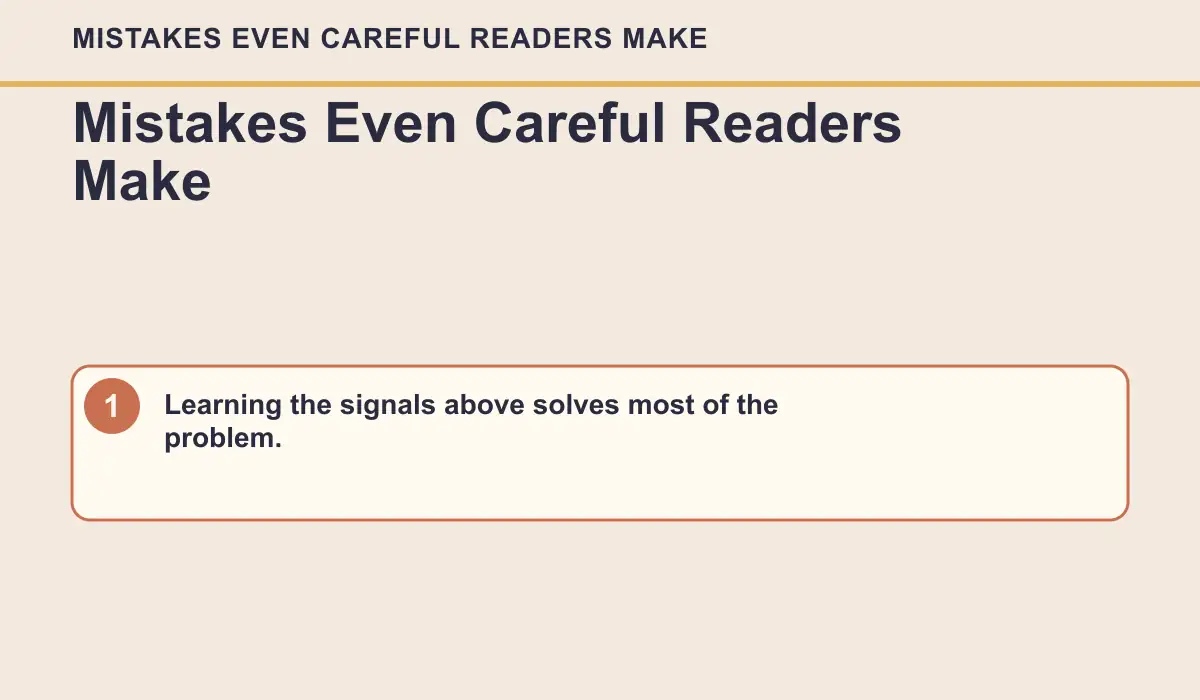 MISTAKES EVEN CAREFUL READERS MAKE
Mistakes Even Careful Readers
Make
1
Learning the signals above solves most of the
problem.